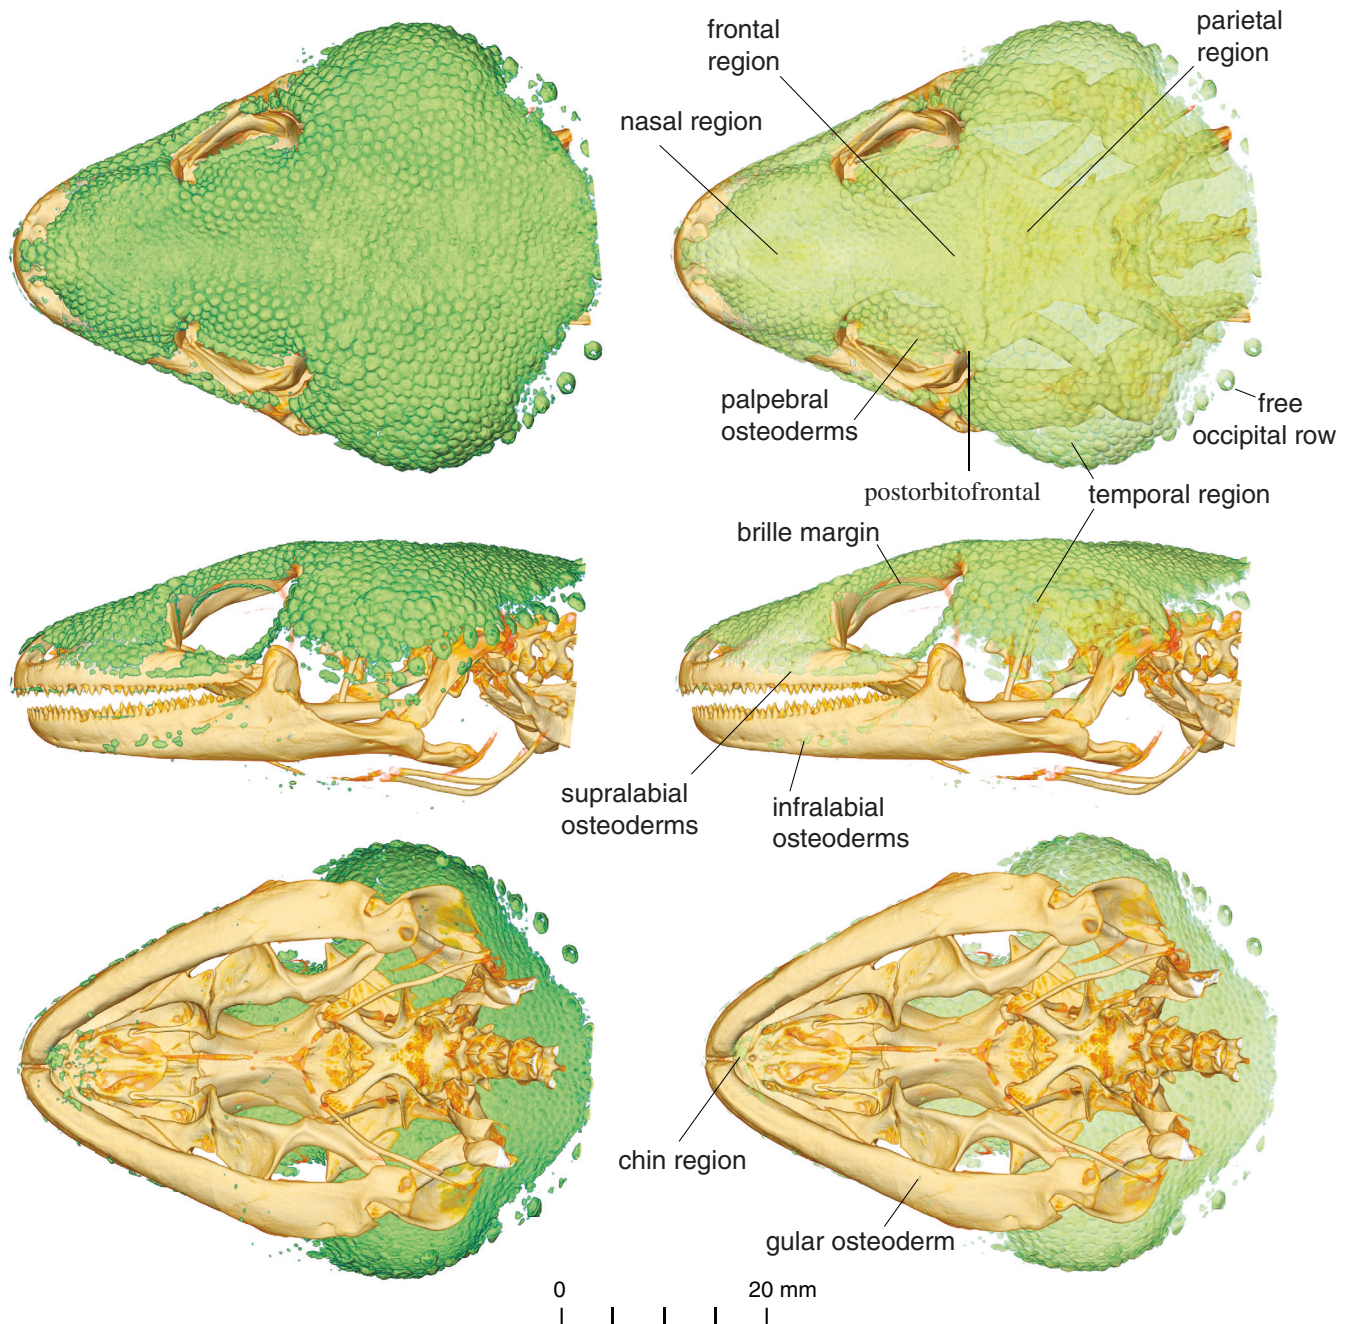 frontal
region
parietal
region
nasal region
palpebral
osteoderms
free
occipital row
postorbitofrontal
temporal region
brille margin
supralabial
osteoderms
infralabial
osteoderms
chin region
gular osteoderm
0
20 mm